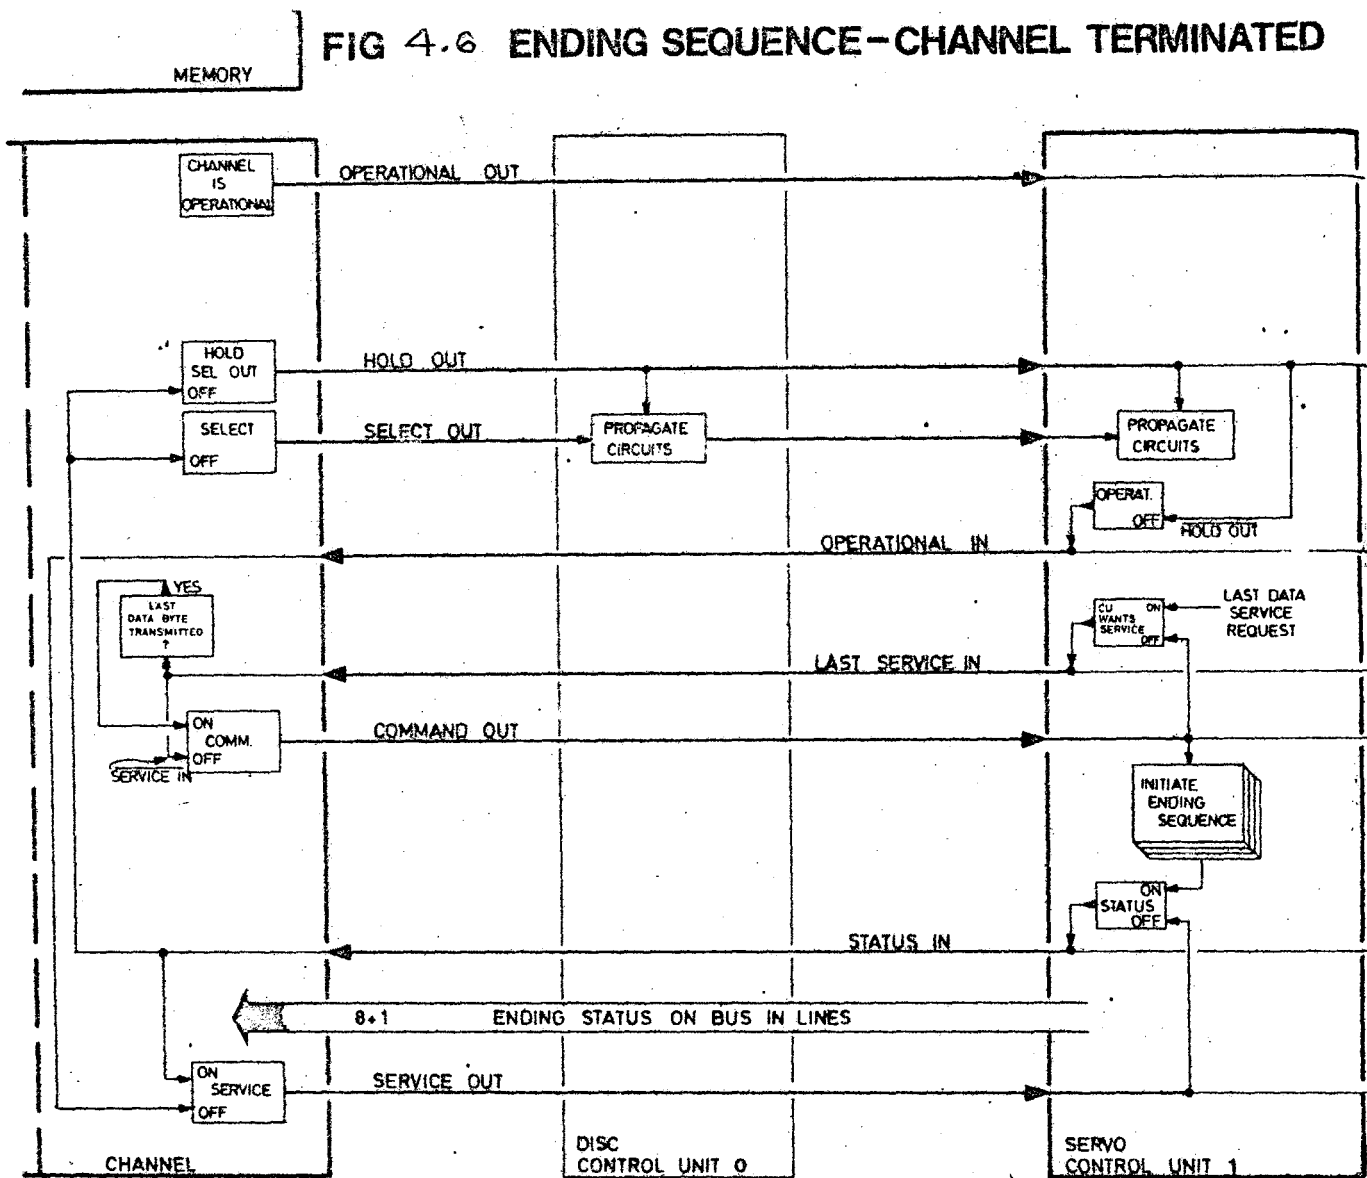 FIG 4.6 ENDING SEQUENCE-CHANNEL TERMINATED
MEMORY
CHANNEL
IS
OPERATIONAL
OPERATIONAL OUT
HOLD
SEL OUT
OFF
HOLD OUT
SELECT
OFF
SELECT OUT
PROPAGATE
CIRCUITS
PROPAGATE
CIRCUITS
OPERAT.
OFF
HOLD OUT
OPERATIONAL IN
YES
LAST
DATA BYTE
TRANSMITTED
?
CU ON
WANTS
SERVICE
OFF
LAST DATA
SERVICE
REQUEST
LAST SERVICE IN
ON
COMM.
OFF
SERVICE IN
COMMAND OUT
INITIATE
ENDING
SEQUENCE
ON
STATUS
OFF
STATUS IN
8+1 ENDING STATUS ON BUS IN LINES
ON
SERVICE
OFF
SERVICE OUT
CHANNEL
DISC
CONTROL UNIT 0
SERVO
CONTROL UNIT 1